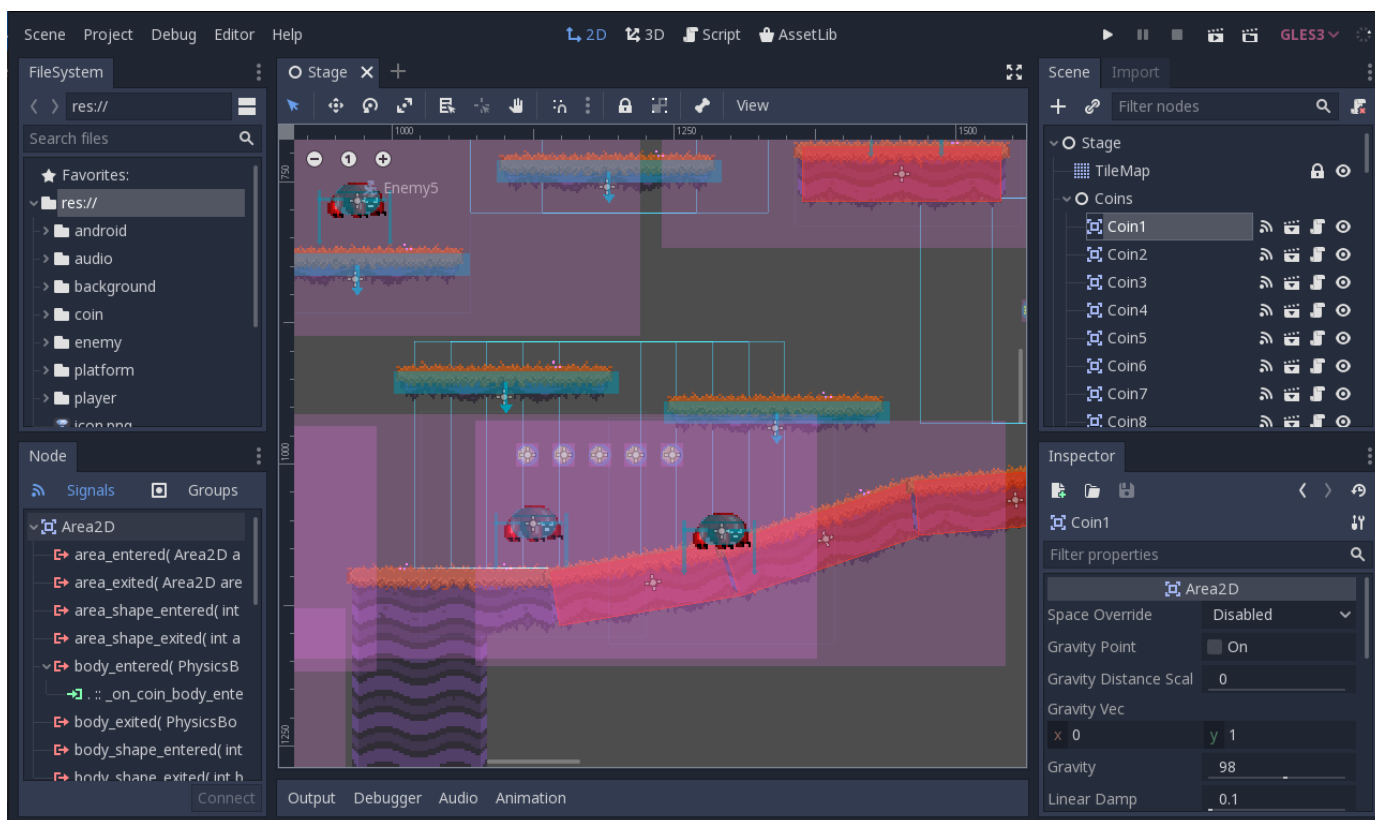 Scene Project Debug Editor Help
2D 3D Script AssetLib
GLES3
FileSystem
res://
Search files
Favorites:
res://
android
audio
background
coin
enemy
platform
player
icon.png
Node
Signals Groups
Area2D
area_entered( Area2D a
area_exited( Area2D are
area_shape_entered( int
area_shape_exited( int a
body_entered( PhysicsB
. :: _on_coin_body_ente
body_exited( PhysicsBo
body_shape_entered( int
body_shape_exited( int b
Connect
Stage
View
1000 1250 1500
750
1000
1250
1
Enemy5
Output Debugger Audio Animation
Scene Import
Filter nodes
Stage
TileMap
Coins
Coin1
Coin2
Coin3
Coin4
Coin5
Coin6
Coin7
Coin8
Inspector
Coin1
Filter properties
Area2D
Space Override Disabled
Gravity Point On
Gravity Distance Scal 0
Gravity Vec
x 0 y 1
Gravity 98
Linear Damp 0.1